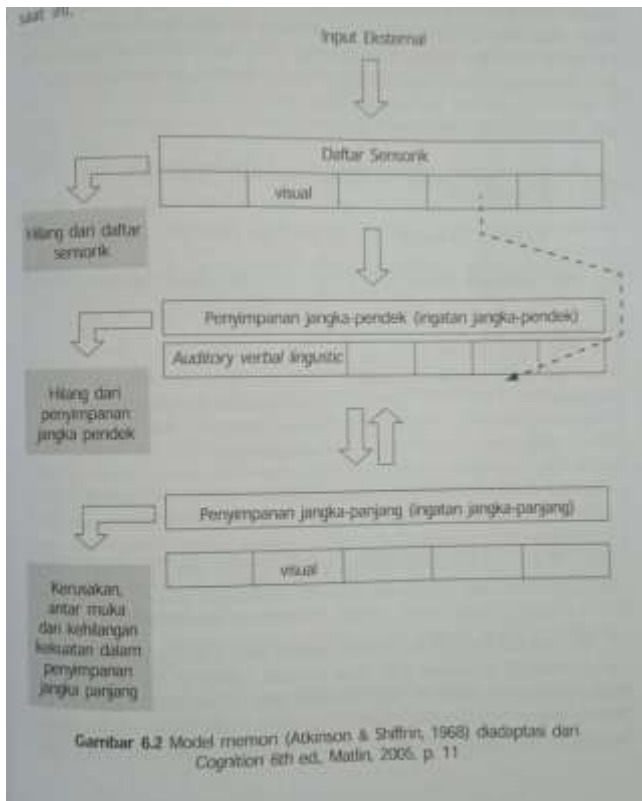 saat ini.
Input Eksternal
Daftar Sensorik
visual
Hilang dari daftar
sensorik
Penyimpanan jangka-pendek (ingatan jangka-pendek)
Auditory verbal lingustic
Hilang dari
penyimpanan
jangka pendek
Penyimpanan jangka-panjang (ingatan jangka-panjang)
visual
Kerusakan,
antar muka
dan kehilangan
kekuatan dalam
penyimpanan
jangka panjang
Gambar 6.2 Model memori (Atkinson & Shiffrin, 1968) diadaptasi dari
Cognition 6th ed., Matlin, 2005, p. 11